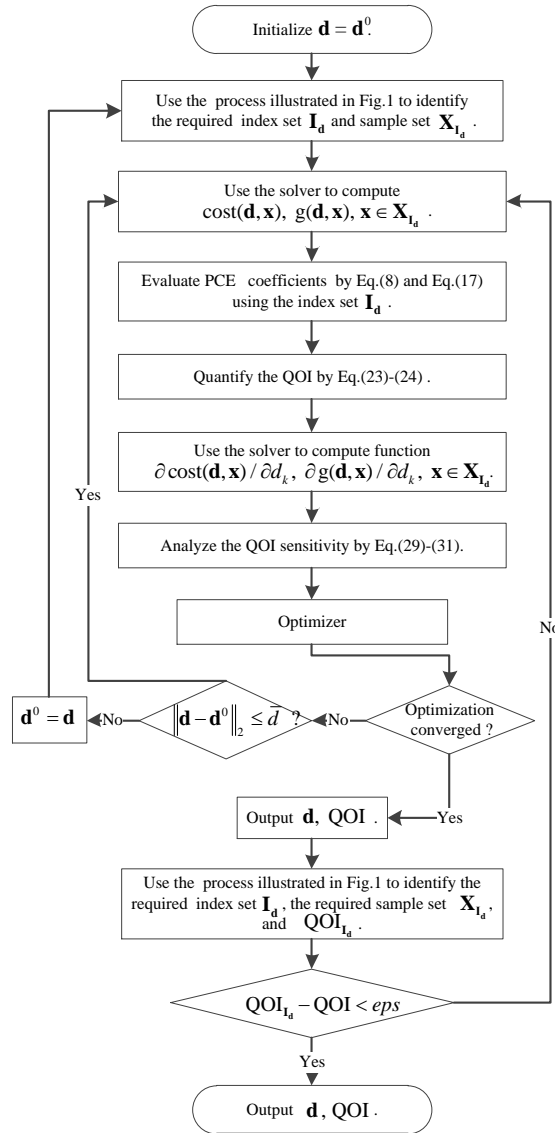 Initialize d = d⁰.
Use the process illustrated in Fig.1 to identify
the required index set I_d and sample set X_{I_d} .
Use the solver to compute
cost(d, x), g(d, x), x ∈ X_{I_d} .
Evaluate PCE coefficients by Eq.(8) and Eq.(17)
using the index set I_d .
Quantify the QOI by Eq.(23)-(24) .
Use the solver to compute function
∂cost(d, x) / ∂d_k, ∂g(d, x) / ∂d_k, x ∈ X_{I_d}.
Yes
Analyze the QOI sensitivity by Eq.(29)-(31).
Optimizer
No
d⁰ = d
No
‖d − d⁰‖₂ ≤ d̄ ?
No
Optimization
converged ?
Output d, QOI .
Yes
Use the process illustrated in Fig.1 to identify the
required index set I_d , the required sample set X_{I_d} ,
and QOI_{I_d} .
QOI_{I_d} − QOI < eps
Yes
Output d , QOI .